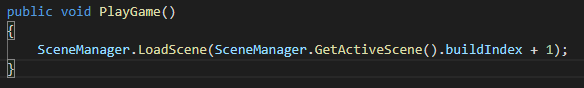 public void PlayGame()
{
SceneManager.LoadScene(SceneManager.GetActiveScene().buildIndex + 1);
}